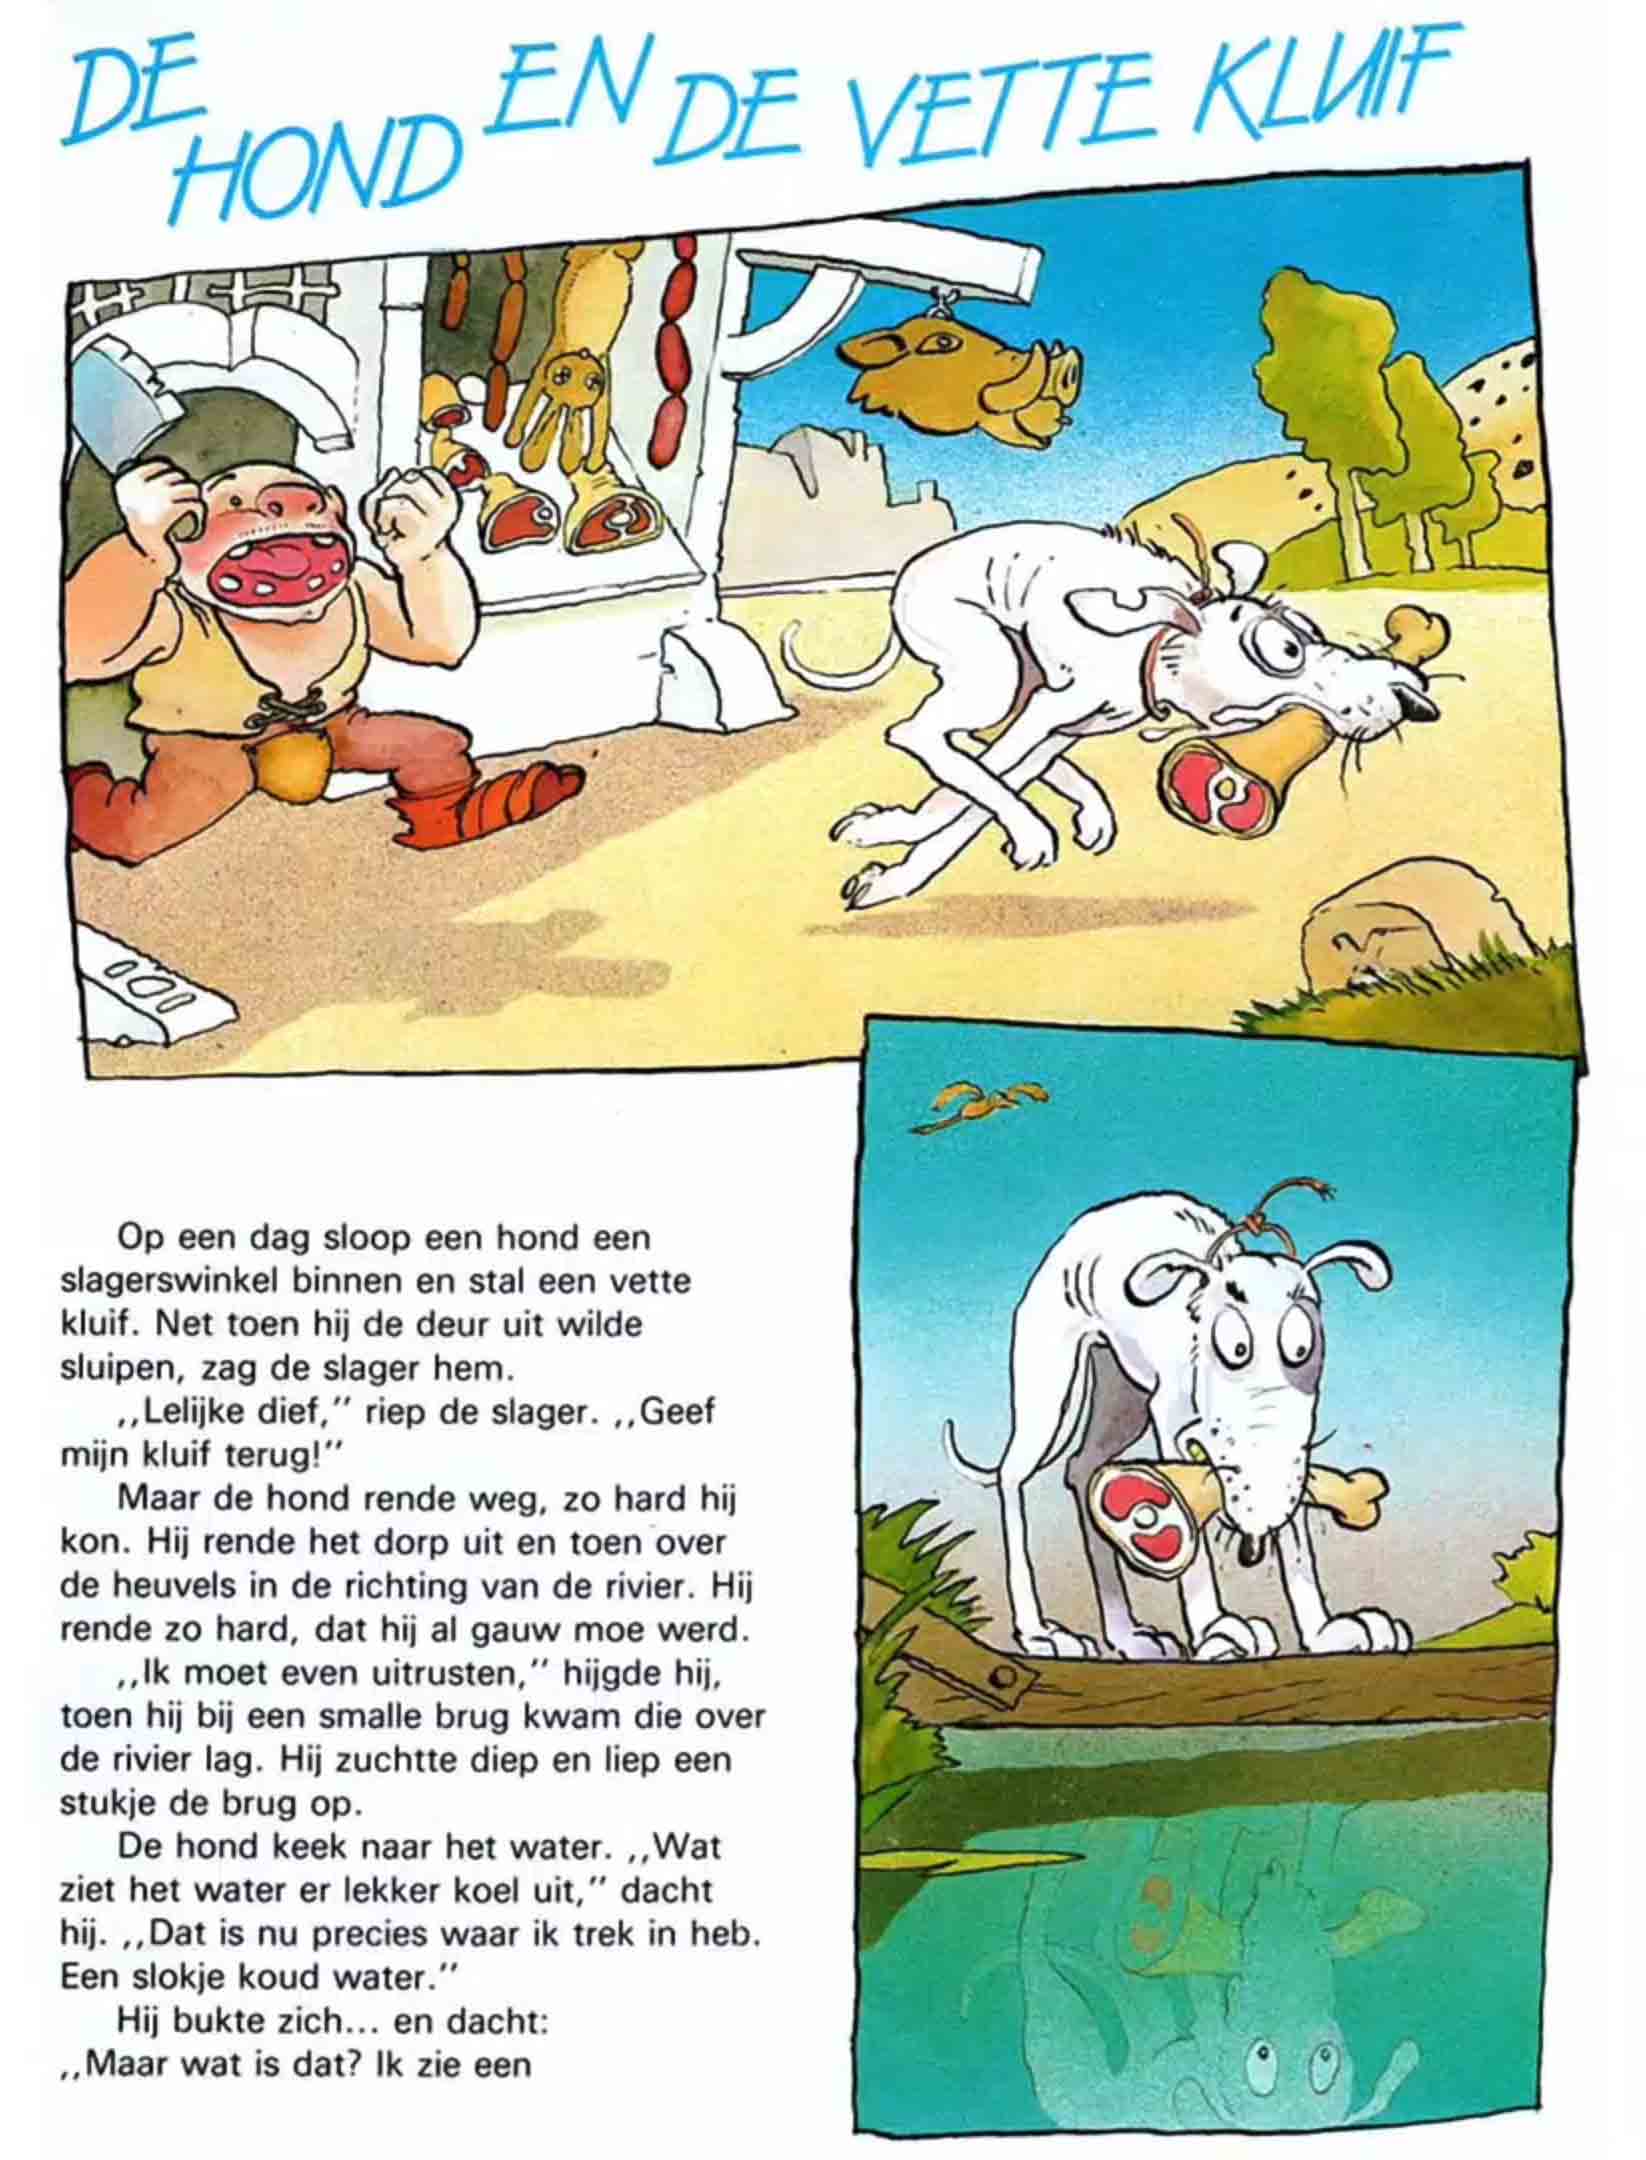 DE HOND EN DE VETTE KLUIF
Op een dag sloop een hond een
slagerswinkel binnen en stal een vette
kluif. Net toen hij de deur uit wilde
sluipen, zag de slager hem.
,,Lelijke dief,'' riep de slager. ,,Geef
mijn kluif terug!''
Maar de hond rende weg, zo hard hij
kon. Hij rende het dorp uit en toen over
de heuvels in de richting van de rivier. Hij
rende zo hard, dat hij al gauw moe werd.
,,Ik moet even uitrusten,'' hijgde hij,
toen hij bij een smalle brug kwam die over
de rivier lag. Hij zuchtte diep en liep een
stukje de brug op.
De hond keek naar het water. ,,Wat
ziet het water er lekker koel uit,'' dacht
hij. ,,Dat is nu precies waar ik trek in heb.
Een slokje koud water.''
Hij bukte zich... en dacht:
,,Maar wat is dat? Ik zie een